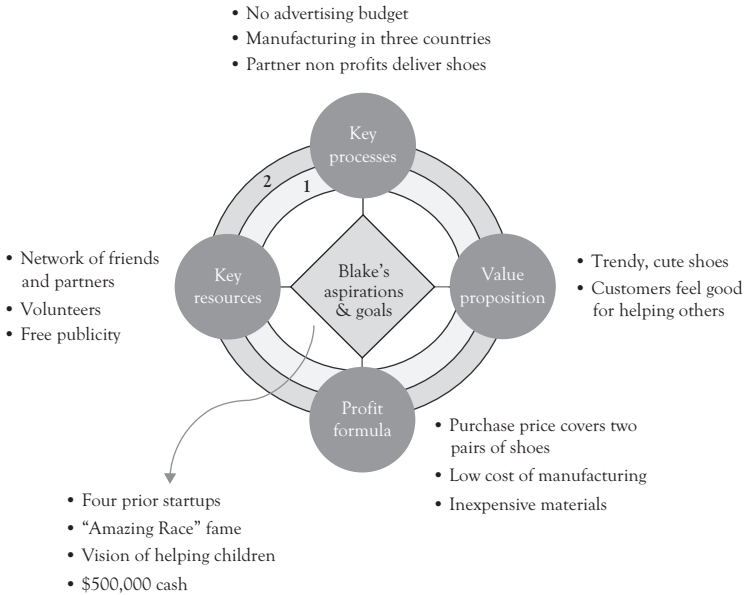 • No advertising budget
• Manufacturing in three countries
• Partner non profits deliver shoes
Key
processes
2
1
• Network of friends
and partners
• Volunteers
• Free publicity
Key
resources
Blake’s
aspirations
& goals
Value
proposition
• Trendy, cute shoes
• Customers feel good
for helping others
Profit
formula
• Purchase price covers two
pairs of shoes
• Low cost of manufacturing
• Inexpensive materials
• Four prior startups
• “Amazing Race” fame
• Vision of helping children
• $500,000 cash